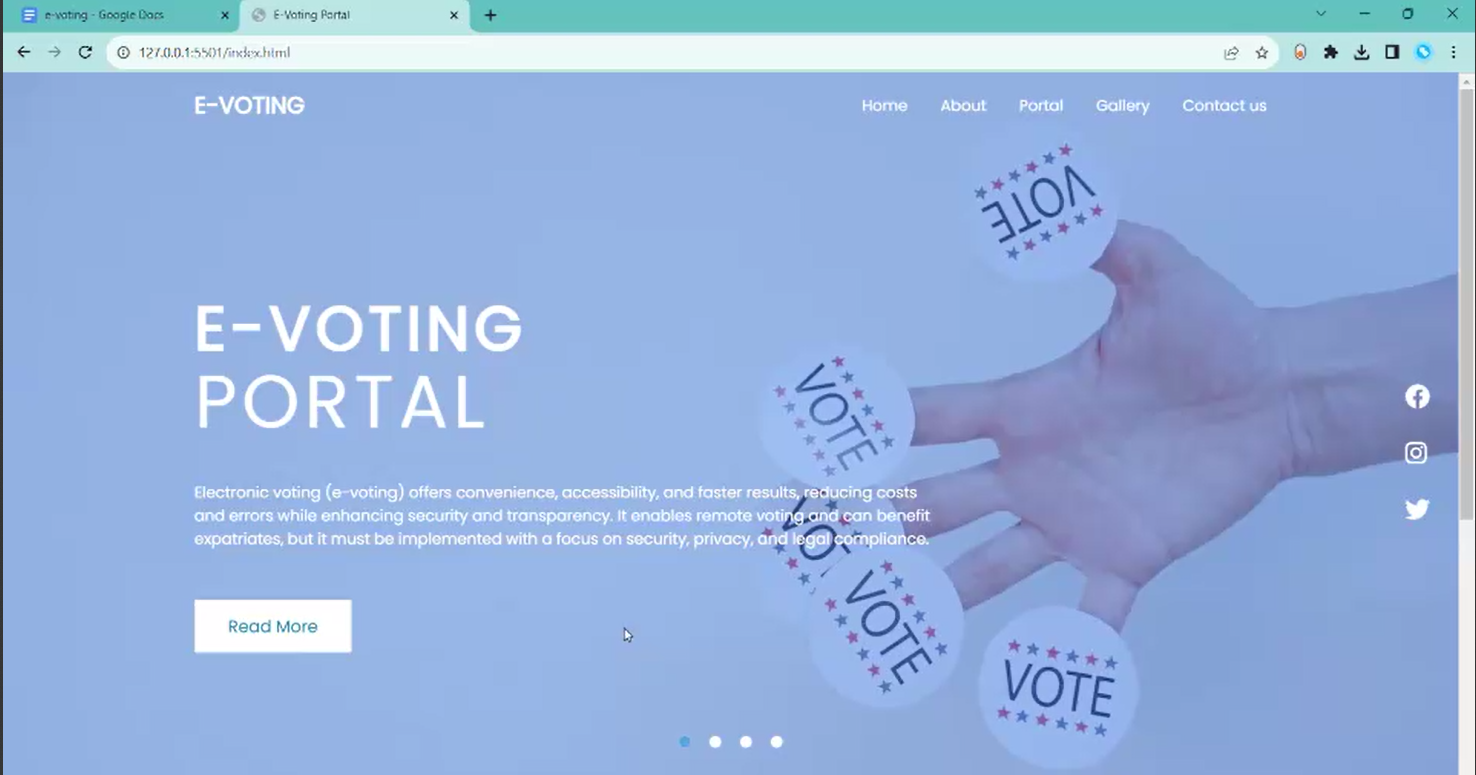 e-voting - Google Docs
E-Voting Portal
127.0.0.1:5501/index.html
E-VOTING
Home About Portal Gallery Contact us
VOTE
E-VOTING
PORTAL
VOTE
Electronic voting (e-voting) offers convenience, accessibility, and faster results, reducing costs
and errors while enhancing security and transparency. It enables remote voting and can benefit
expatriates, but it must be implemented with a focus on security, privacy, and legal compliance.
VO
VOTE
Read More
VOTE